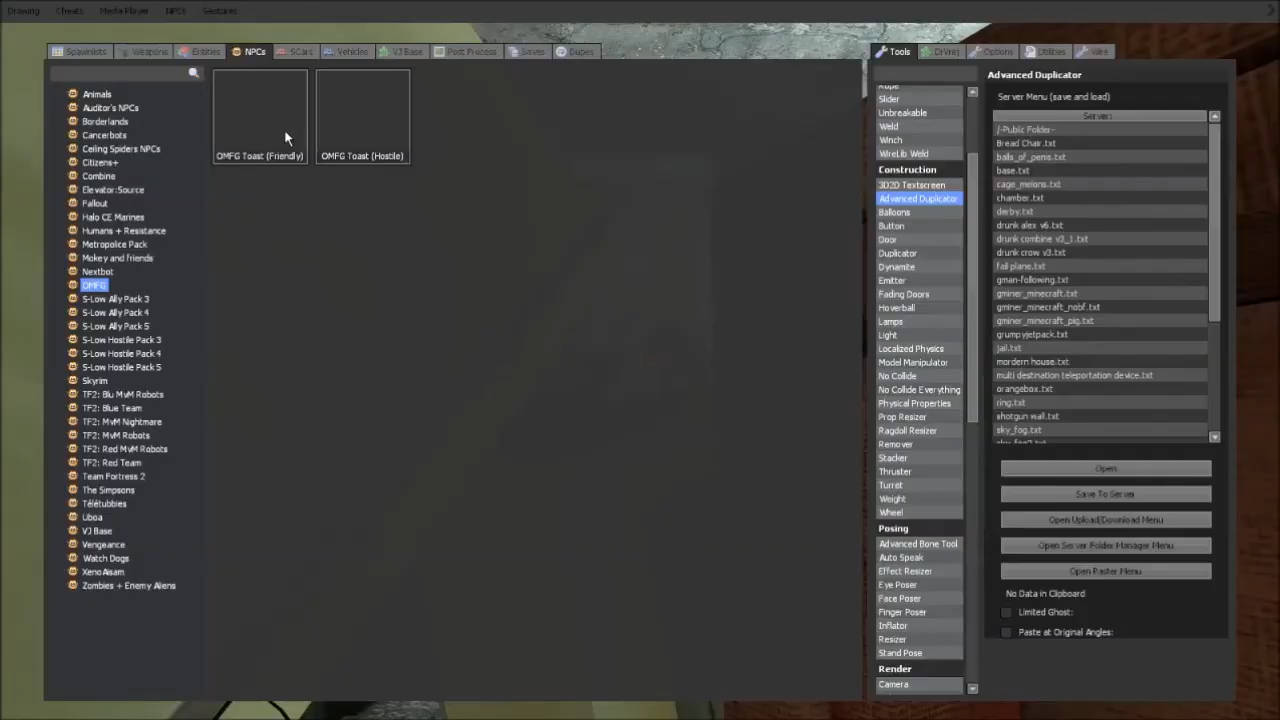 Drawing Cheats Media Player NPCs Gestures
Spawnlists Weapons Entities NPCs SCars Vehicles VJ Base Post Process Saves Dupes
Animals
Auditor's NPCs
Borderlands
Cancerbots
Ceiling Spiders NPCs
Citizens+
Combine
Elevator:Source
Fallout
Halo CE Marines
Humans + Resistance
Metropolice Pack
Mokey and friends
Nextbot
OMFG
S-Low Ally Pack 3
S-Low Ally Pack 4
S-Low Ally Pack 5
S-Low Hostile Pack 3
S-Low Hostile Pack 4
S-Low Hostile Pack 5
Skyrim
TF2: Blu MvM Robots
TF2: Blue Team
TF2: MvM Nightmare
TF2: MvM Robots
TF2: Red MvM Robots
TF2: Red Team
Team Fortress 2
The Simpsons
Télétubbies
Uboa
VJ Base
Vengeance
Watch Dogs
XenoAisam
Zombies + Enemy Aliens
OMFG Toast (Friendly)
OMFG Toast (Hostile)
Tools DrVrej Options Utilities Wire
Rope
Slider
Unbreakable
Weld
Winch
WireLib Weld
Construction
3D2D Textscreen
Advanced Duplicator
Balloons
Button
Door
Duplicator
Dynamite
Emitter
Fading Doors
Hoverball
Lamps
Light
Localized Physics
Model Manipulator
No Collide
No Collide Everything
Physical Properties
Prop Resizer
Ragdoll Resizer
Remover
Stacker
Thruster
Turret
Weight
Wheel
Posing
Advanced Bone Tool
Auto Speak
Effect Resizer
Eye Poser
Face Poser
Finger Poser
Inflator
Resizer
Stand Pose
Render
Camera
Advanced Duplicator
Server Menu (save and load)
Server:
/-Public Folder-
Bread Chair.txt
balls_of_penis.txt
base.txt
cage_melons.txt
chamber.txt
derby.txt
drunk alex v6.txt
drunk combine v3_1.txt
drunk crow v3.txt
fail plane.txt
gman-following.txt
gminer_minecraft.txt
gminer_minecraft_nobf.txt
gminer_minecraft_pig.txt
grumpyjetpack.txt
jail.txt
mordern house.txt
multi destination teleportation device.txt
orangebox.txt
ring.txt
shotgun wall.txt
sky_fog.txt
sky_fog2.txt
Open
Save To Server
Open Upload/Download Menu
Open Server Folder Manager Menu
Open Paster Menu
No Data in Clipboard
Limited Ghost:
Paste at Original Angles: